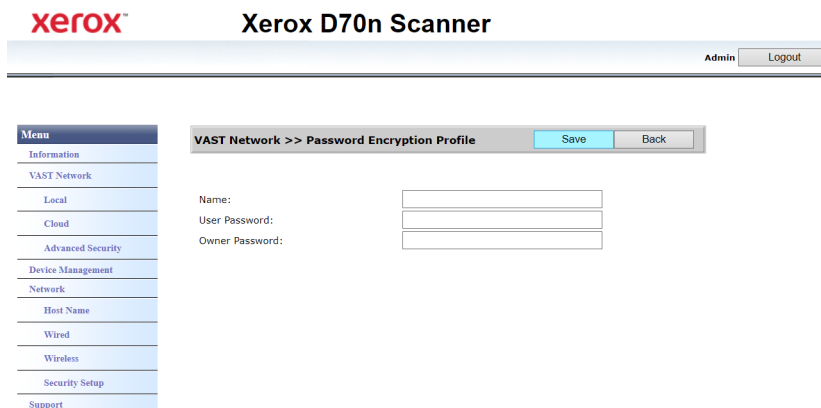 xerox™ Xerox D70n Scanner
Admin Logout
Menu
Information
VAST Network
Local
Cloud
Advanced Security
Device Management
Network
Host Name
Wired
Wireless
Security Setup
Support
VAST Network >> Password Encryption Profile Save Back
Name:
User Password:
Owner Password: